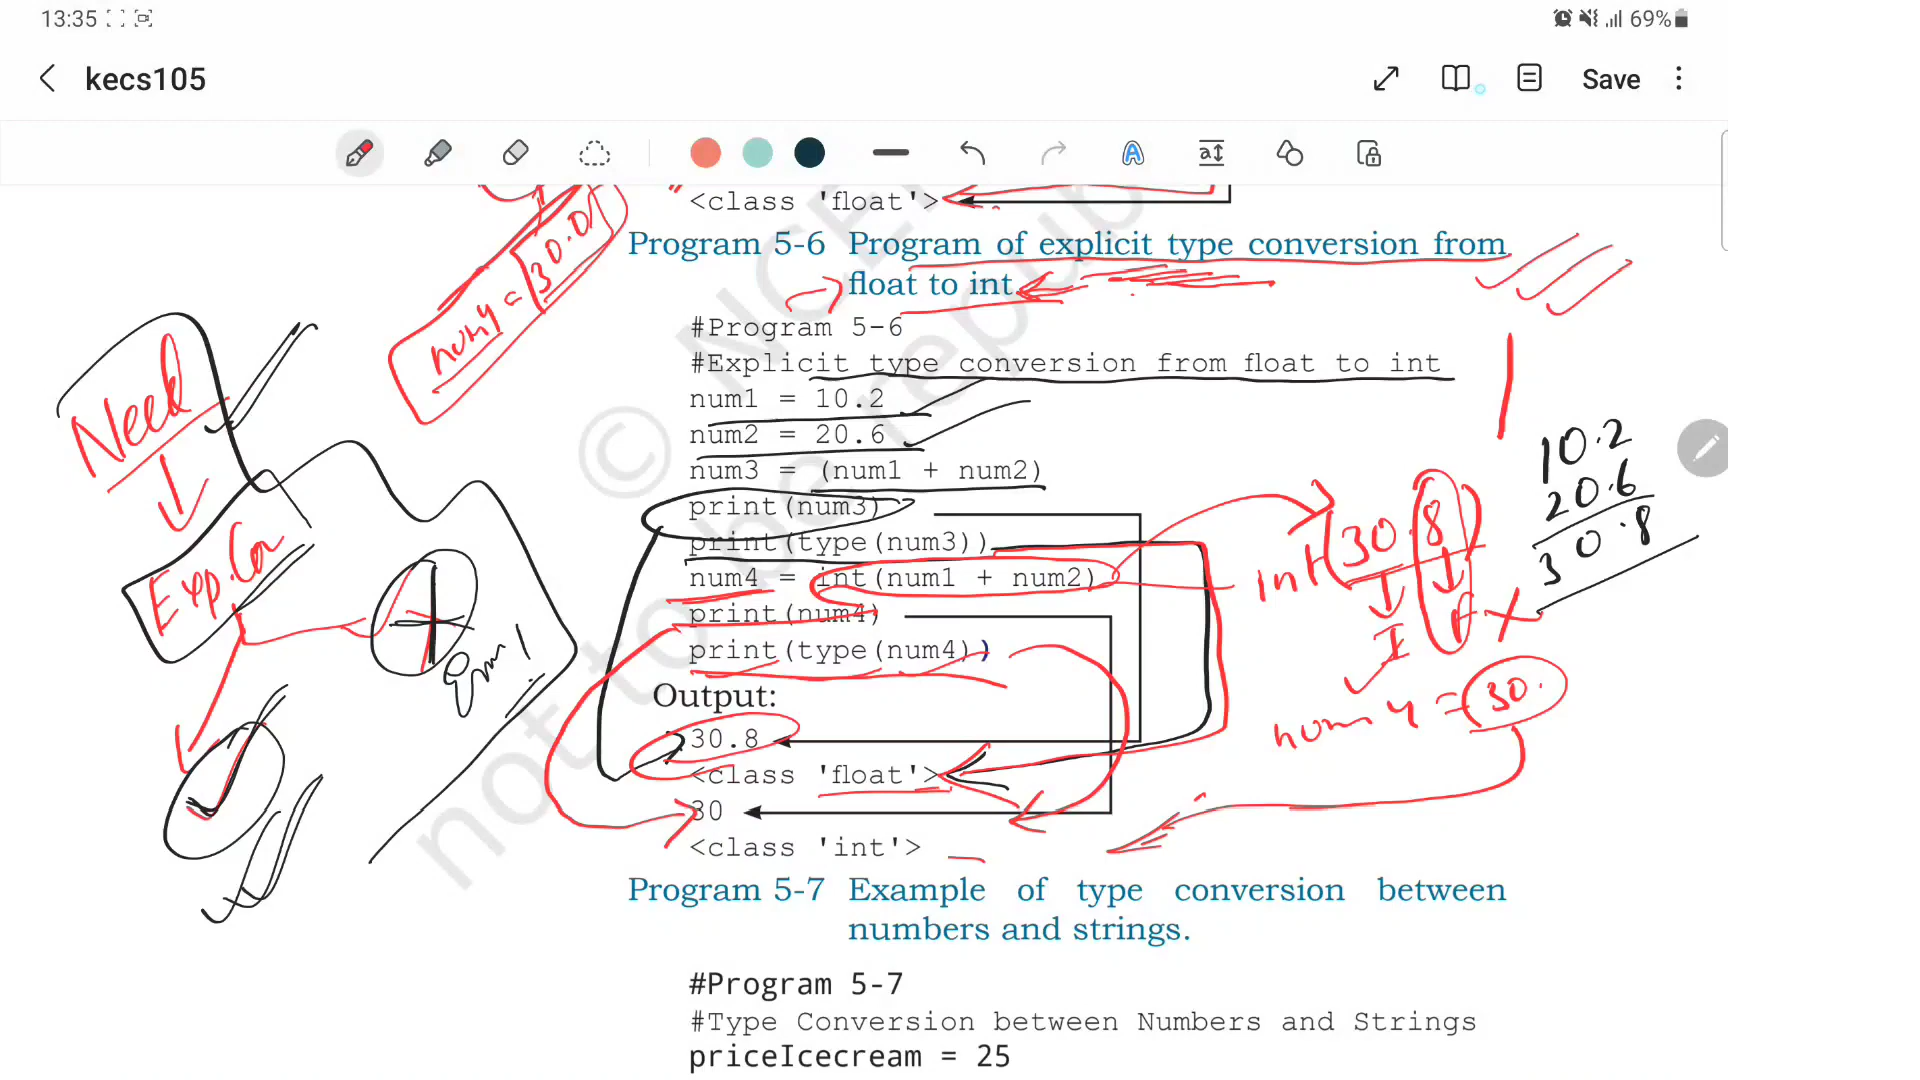 13:35
69%
kecs105
Save
<class 'float'>
Program 5-6 Program of explicit type conversion from
float to int
#Program 5-6
#Explicit type conversion from float to int
num1 = 10.2
num2 = 20.6
num3 = (num1 + num2)
print(num3)
print(type(num3))
num4 = int(num1 + num2)
print(num4)
print(type(num4))
Output:
30.8
<class 'float'>
30
<class 'int'>
Program 5-7 Example of type conversion between
numbers and strings.
#Program 5-7
#Type Conversion between Numbers and Strings
priceIcecream = 25
num4 = 30.0
Need
Exp. Con
10.2
20.6
30.8
int(30.8)
I F
num4 = 30.